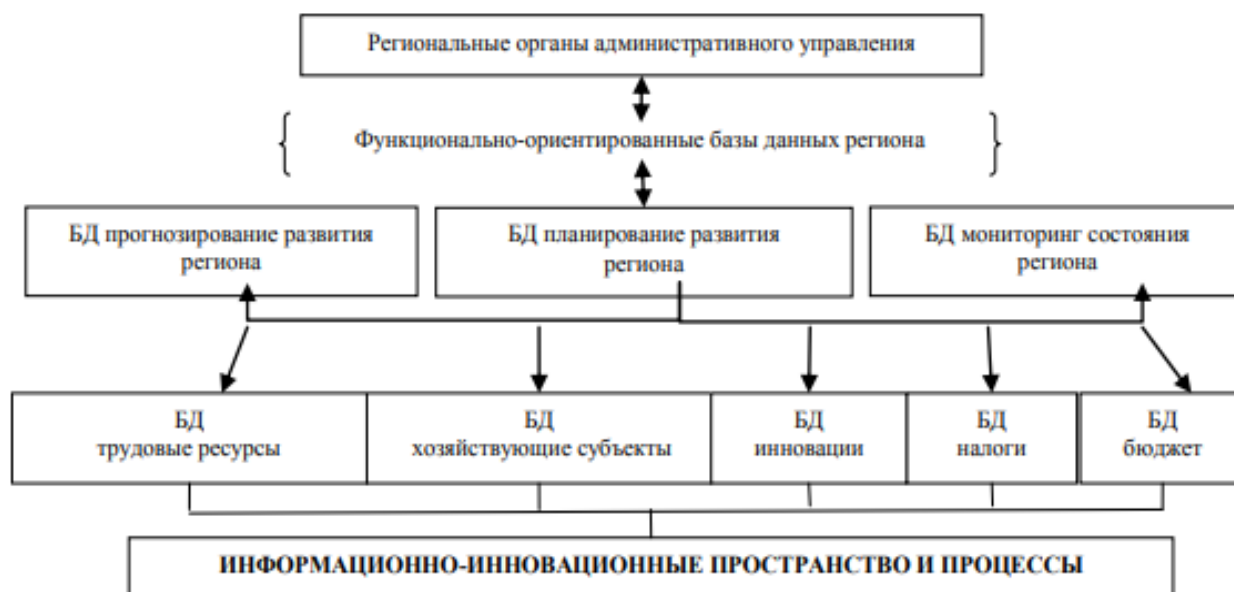 Региональные органы административного управления
Функционально-ориентированные базы данных региона
БД прогнозирование развития
региона
БД планирование развития
региона
БД мониторинг состояния
региона
БД
трудовые ресурсы
БД
хозяйствующие субъекты
БД
инновации
БД
налоги
БД
бюджет
ИНФОРМАЦИОННО-ИННОВАЦИОННЫЕ ПРОСТРАНСТВО И ПРОЦЕССЫ